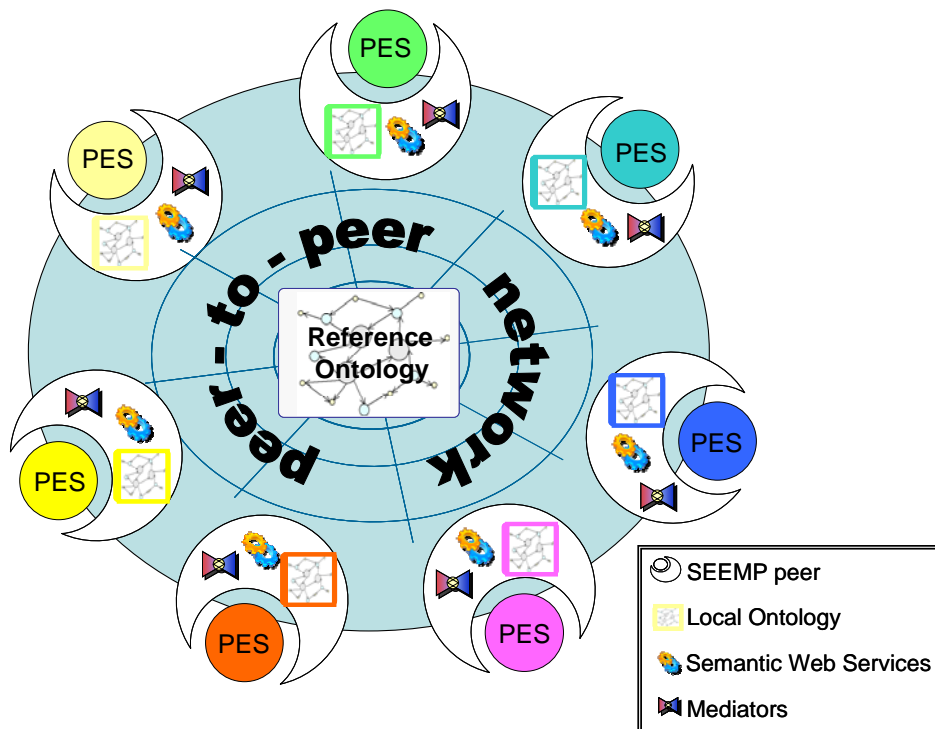 PES
PES
PES
peer - to - peer network
Reference
Ontology
PES
PES
PES
PES
SEEMP peer
Local Ontology
Semantic Web Services
Mediators